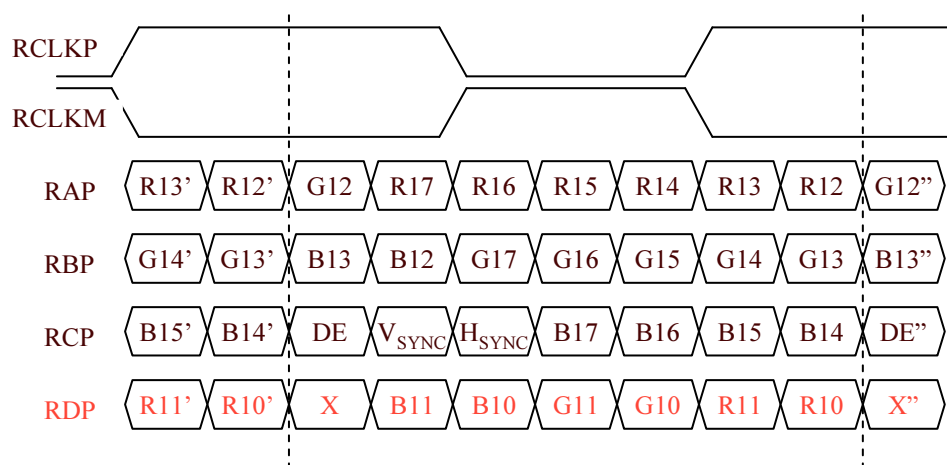 RCLKP
RCLKM
RAP R13’ R12’ G12 R17 R16 R15 R14 R13 R12 G12”
RBP G14’ G13’ B13 B12 G17 G16 G15 G14 G13 B13”
RCP B15’ B14’ DE VSYNC HSYNC B17 B16 B15 B14 DE”
RDP R11’ R10’ X B11 B10 G11 G10 R11 R10 X”